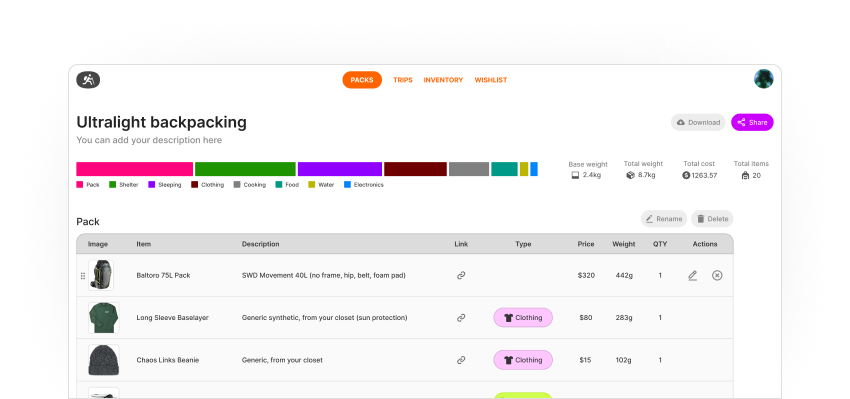 PACKS TRIPS INVENTORY WISHLIST
Ultralight backpacking
Download Share
You can add your description here
Base weight Total weight Total cost Total items
2.4kg 8.7kg 1263.57 20
Pack Shelter Sleeping Clothing Cooking Food Water Electronics
Pack
Rename Delete
Image Item Description Link Type Price Weight QTY Actions
Baltoro 75L Pack SWD Movement 40L (no frame, hip, belt, foam pad) $320 442g 1
Long Sleeve Baselayer Generic synthetic, from your closet (sun protection) Clothing $80 283g 1
Chaos Links Beanie Generic, from your closet Clothing $15 102g 1